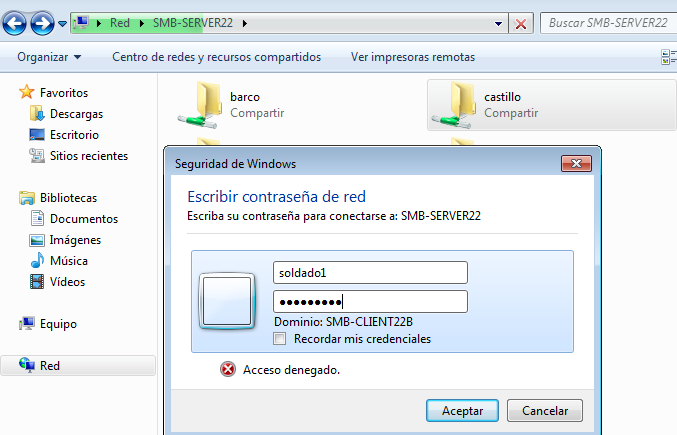 Red ▸ SMB-SERVER22 ▸
Buscar SMB-SERVER22
Organizar ▾ Centro de redes y recursos compartidos Ver impresoras remotas
Favoritos
Descargas
Escritorio
Sitios recientes
Bibliotecas
Documentos
Imágenes
Música
Vídeos
Equipo
Red
barco
Compartir
castillo
Compartir
Seguridad de Windows
Escribir contraseña de red
Escriba su contraseña para conectarse a: SMB-SERVER22
soldado1
●●●●●●●●●
Dominio: SMB-CLIENT22B
Recordar mis credenciales
Acceso denegado.
Aceptar Cancelar